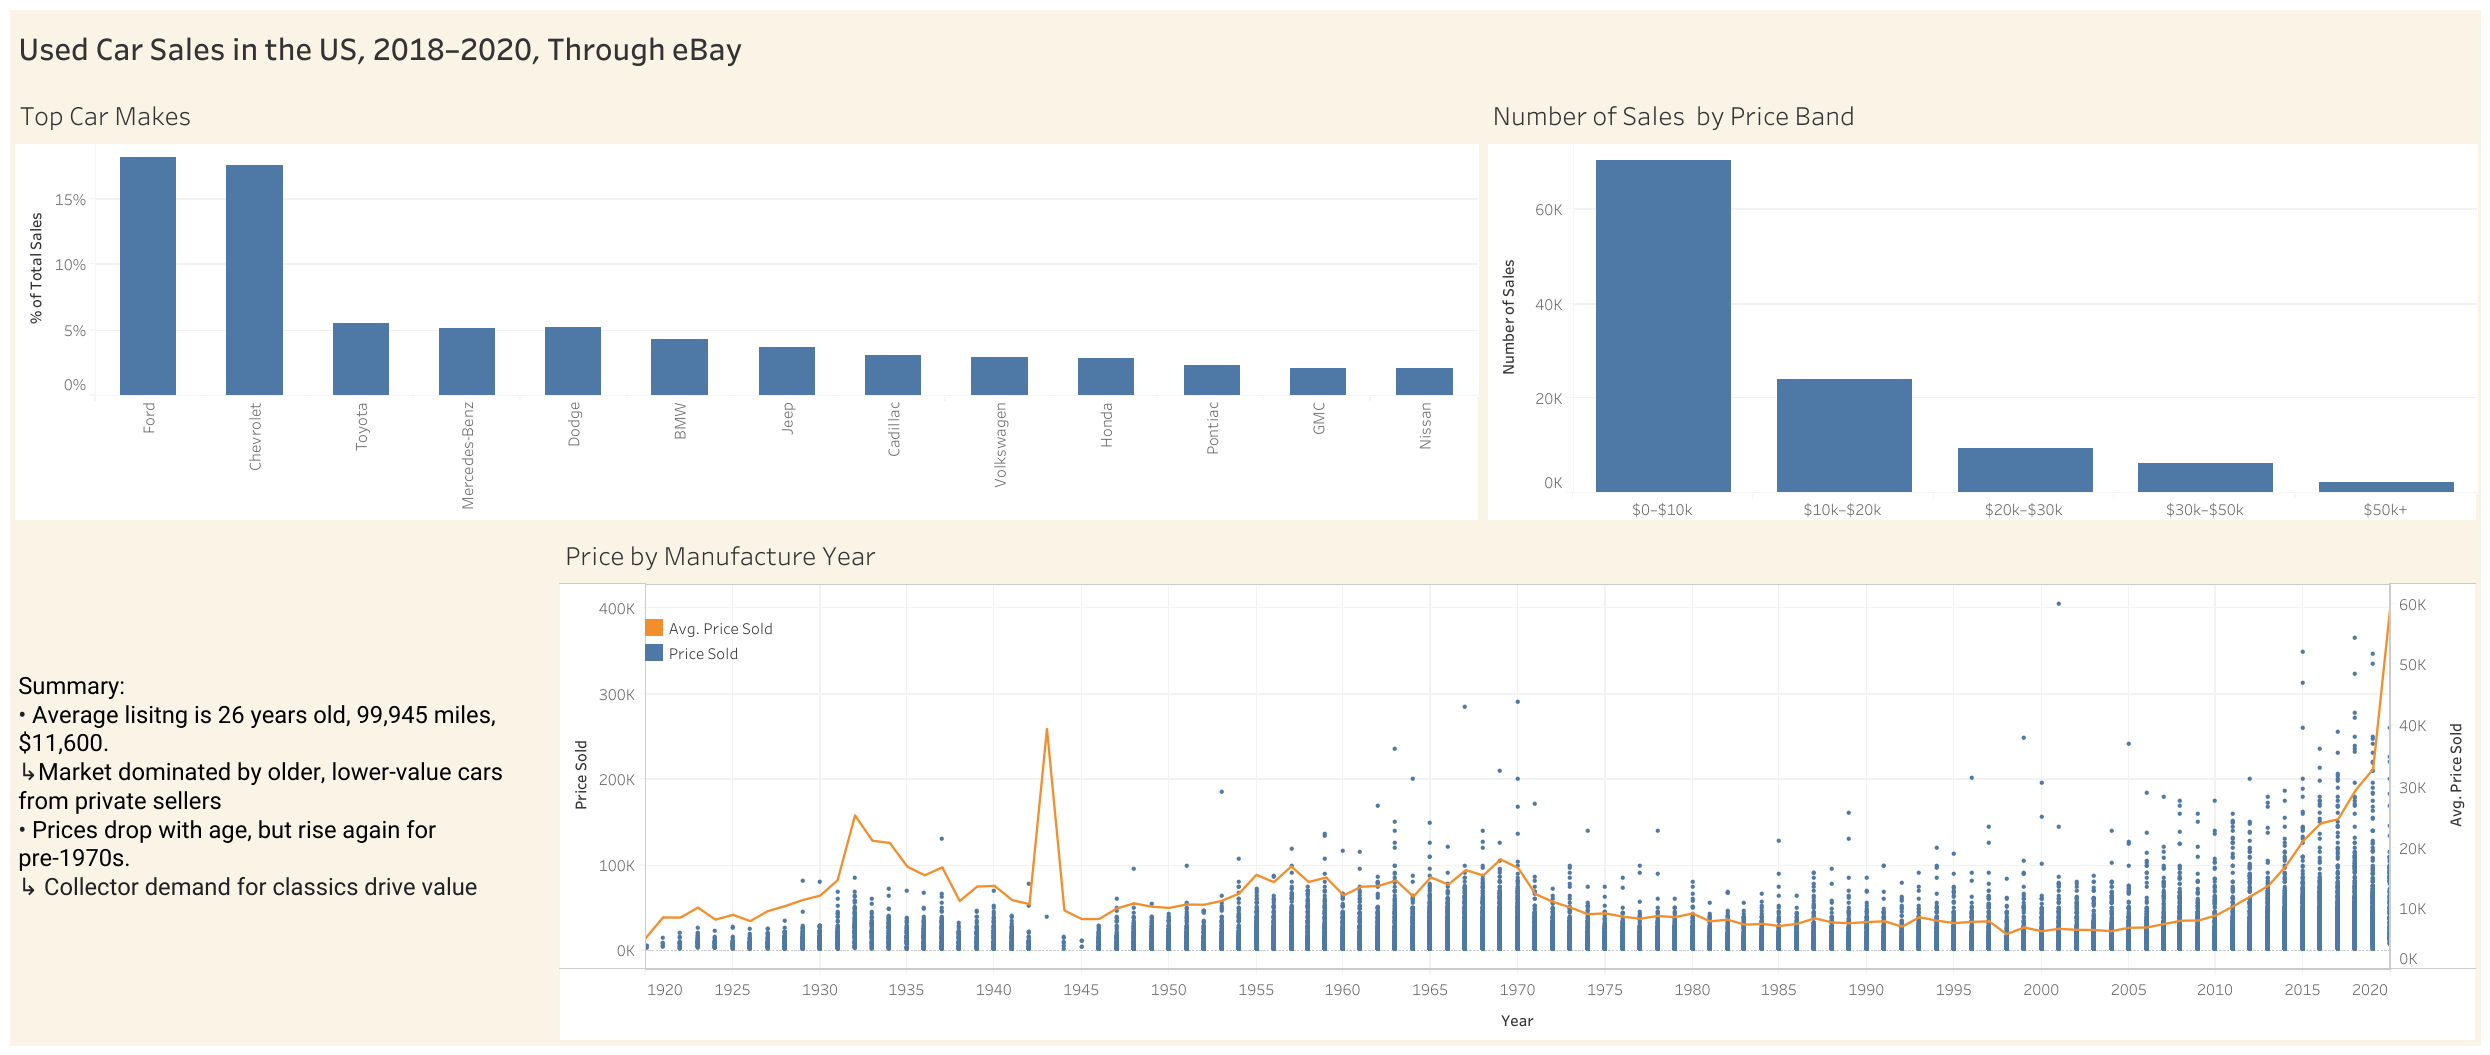 Used Car Sales in the US, 2018–2020, Through eBay
Top Car Makes
% of Total Sales
15%
10%
5%
0%
Ford
Chevrolet
Toyota
Mercedes-Benz
Dodge
BMW
Jeep
Cadillac
Volkswagen
Honda
Pontiac
GMC
Nissan
Number of Sales  by Price Band
Number of Sales
60K
40K
20K
0K
$0–$10k
$10k–$20k
$20k–$30k
$30k–$50k
$50k+
Summary:
• Average lisitng is 26 years old, 99,945 miles,
$11,600.
↳Market dominated by older, lower-value cars
from private sellers
• Prices drop with age, but rise again for
pre-1970s.
↳ Collector demand for classics drive value
Price by Manufacture Year
Avg. Price Sold
Price Sold
Price Sold
400K
300K
200K
100K
0K
60K
50K
40K
30K
20K
10K
0K
Avg. Price Sold
1920 1925 1930 1935 1940 1945 1950 1955 1960 1965 1970 1975 1980 1985 1990 1995 2000 2005 2010 2015 2020
Year